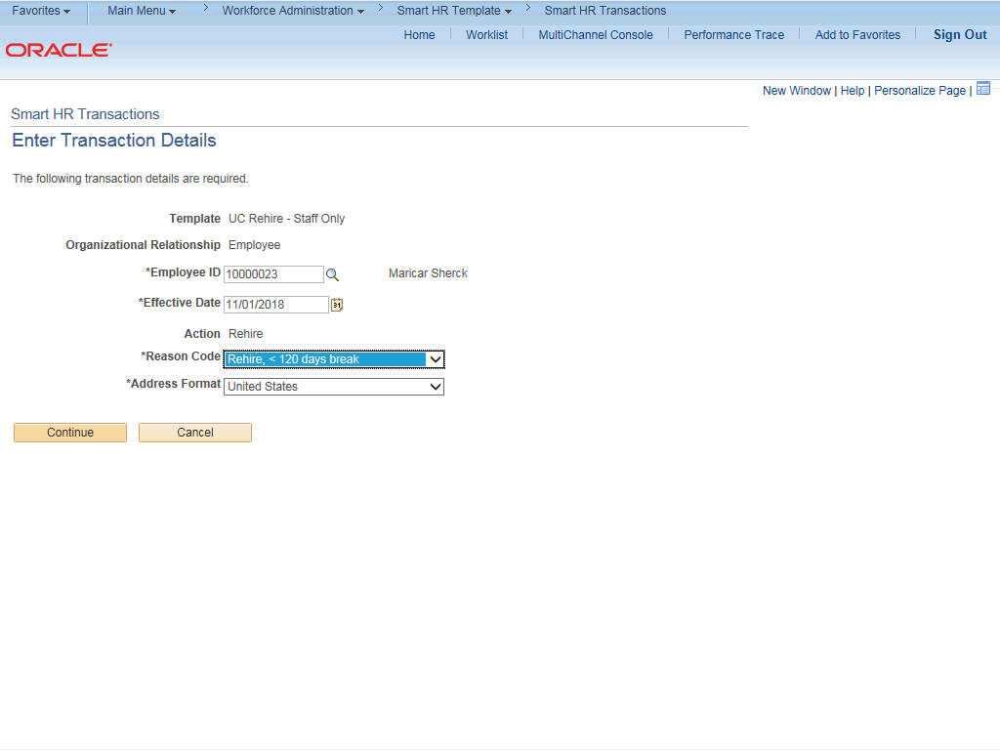 Favorites Main Menu > Workforce Administration > Smart HR Template > Smart HR Transactions
Home Worklist MultiChannel Console Performance Trace Add to Favorites Sign Out
ORACLE
New Window | Help | Personalize Page |
Smart HR Transactions
Enter Transaction Details
The following transaction details are required.
Template UC Rehire - Staff Only
Organizational Relationship Employee
*Employee ID 10000023 Maricar Sherck
*Effective Date 11/01/2018 31
Action Rehire
*Reason Code Rehire, < 120 days break
*Address Format United States
Continue Cancel